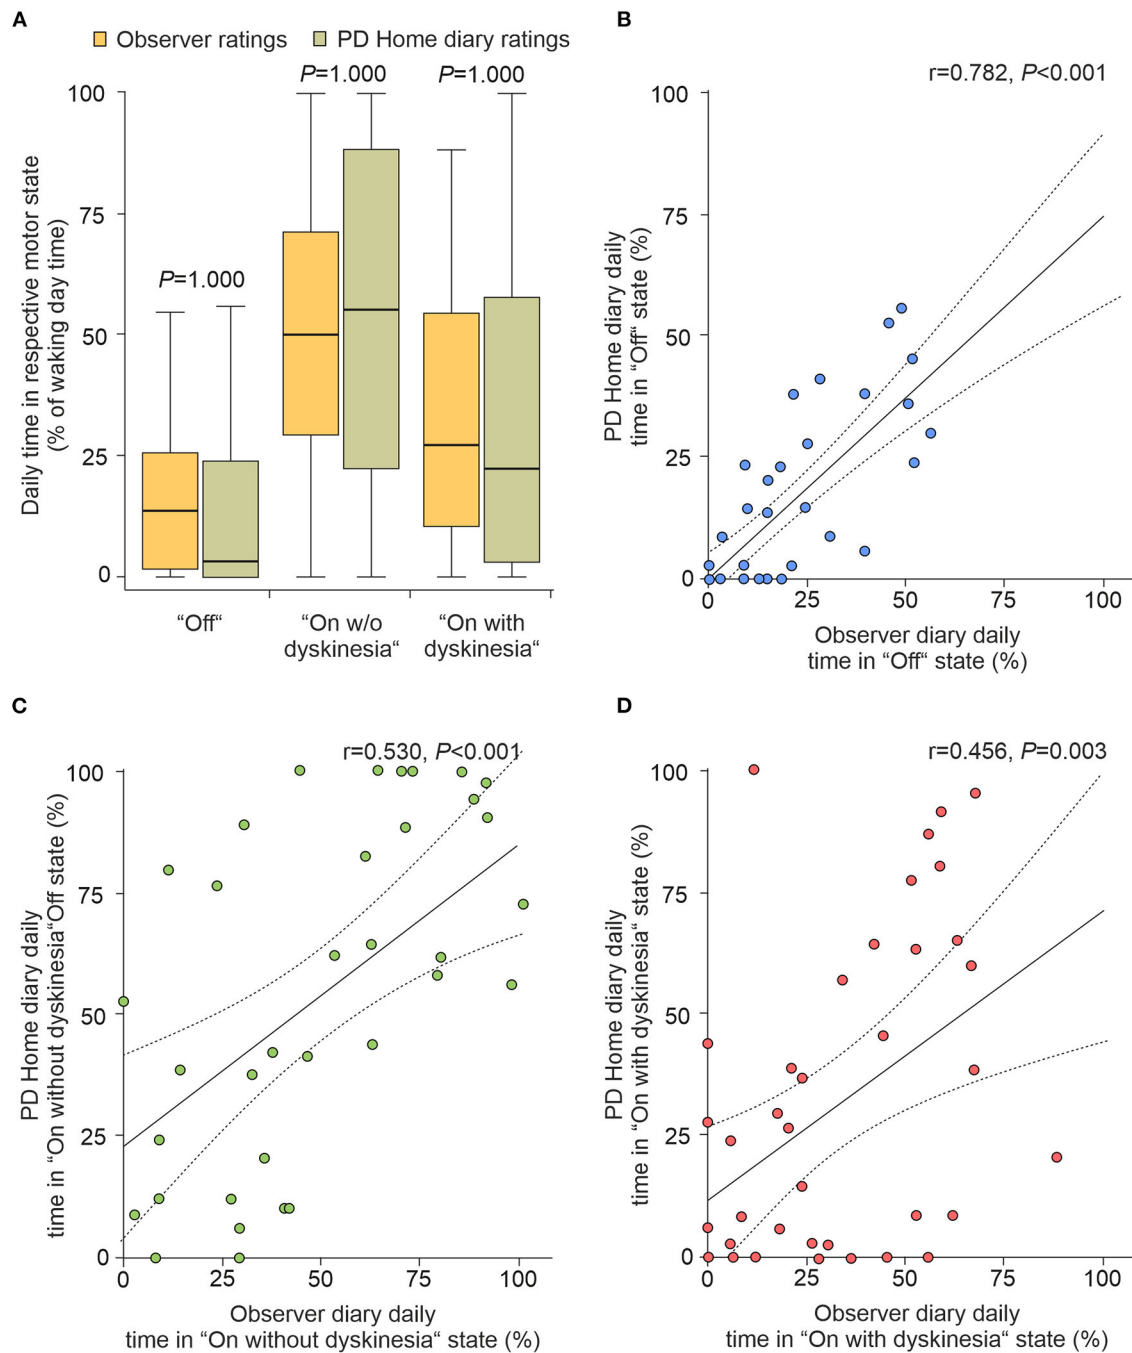 A
Observer ratings
PD Home diary ratings
P=1.000
P=1.000
P=1.000
Daily time in respective motor state
(% of waking day time)
100
75
50
25
0
“Off“
“On w/o
dyskinesia“
“On with
dyskinesia“
B
r=0.782, P<0.001
PD Home diary daily
time in “Off“ state (%)
100
75
50
25
0
0
25
50
75
100
Observer diary daily
time in “Off“ state (%)
C
r=0.530, P<0.001
PD Home diary daily
time in “On without dyskinesia“Off state (%)
100
75
50
25
0
0
25
50
75
100
Observer diary daily
time in “On without dyskinesia“ state (%)
D
r=0.456, P=0.003
PD Home diary daily
time in “On with dyskinesia“ state (%)
100
75
50
25
0
0
25
50
75
100
Observer diary daily
time in “On with dyskinesia“ state (%)